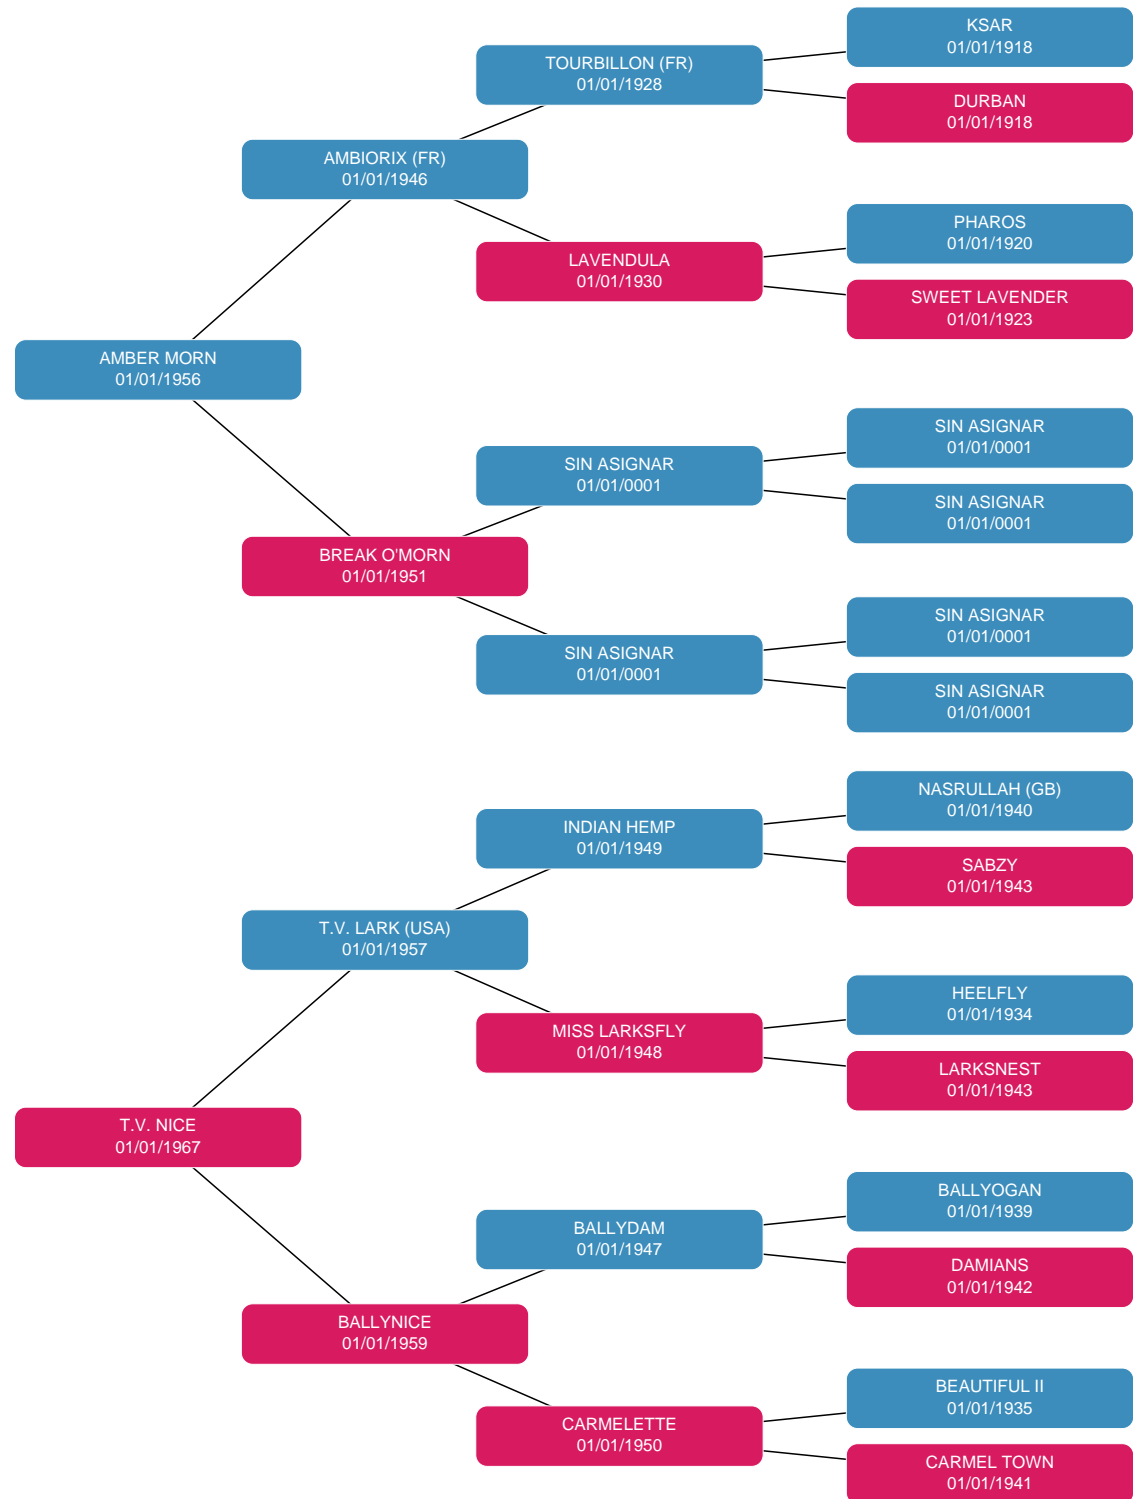 KSAR
01/01/1918
TOURBILLON (FR)
01/01/1928
DURBAN
01/01/1918
AMBIORIX (FR)
01/01/1946
PHAROS
01/01/1920
LAVENDULA
01/01/1930
SWEET LAVENDER
01/01/1923
AMBER MORN
01/01/1956
SIN ASIGNAR
01/01/0001
SIN ASIGNAR
01/01/0001
SIN ASIGNAR
01/01/0001
BREAK O'MORN
01/01/1951
SIN ASIGNAR
01/01/0001
SIN ASIGNAR
01/01/0001
SIN ASIGNAR
01/01/0001
NASRULLAH (GB)
01/01/1940
INDIAN HEMP
01/01/1949
SABZY
01/01/1943
T.V. LARK (USA)
01/01/1957
HEELFLY
01/01/1934
MISS LARKSFLY
01/01/1948
LARKSNEST
01/01/1943
T.V. NICE
01/01/1967
BALLYOGAN
01/01/1939
BALLYDAM
01/01/1947
DAMIANS
01/01/1942
BALLYNICE
01/01/1959
BEAUTIFUL II
01/01/1935
CARMELETTE
01/01/1950
CARMEL TOWN
01/01/1941